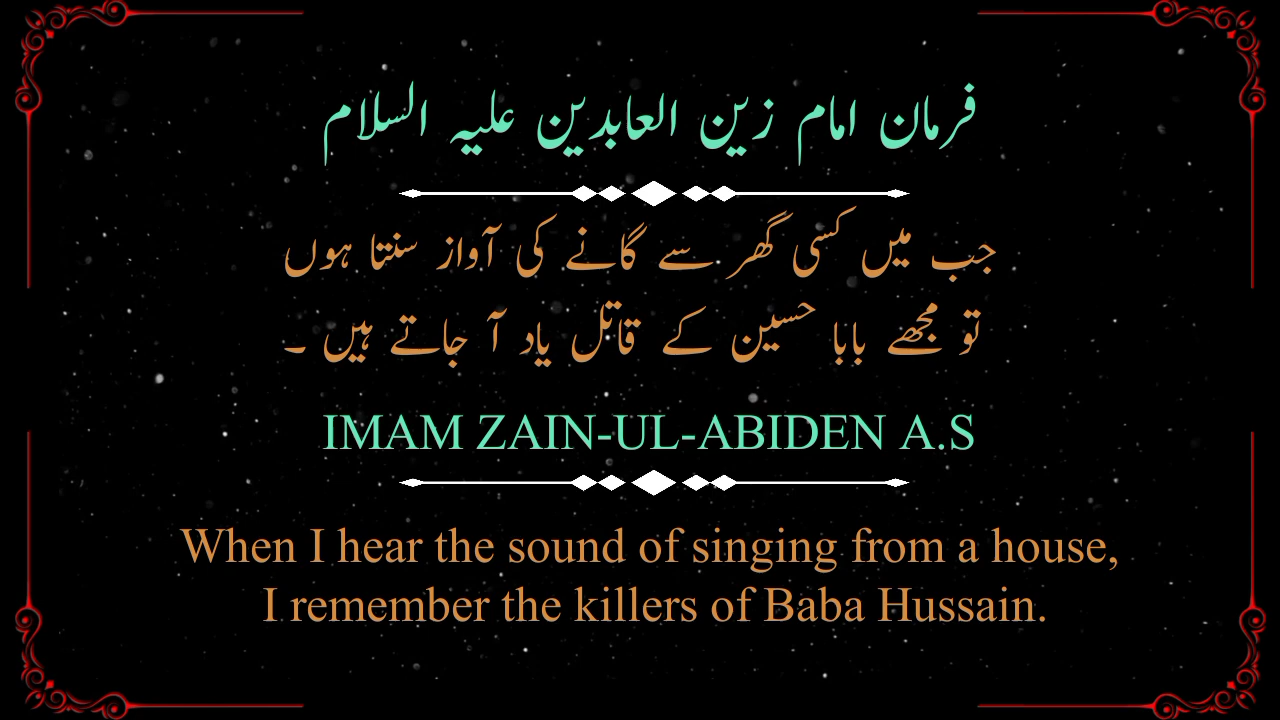 فرمان امام زین العابدین علیہ السلام
جب میں کسی گھر سے گانے کی آواز سنتا ہوں
تو مجھے بابا حسین کے قاتل یاد آ جاتے ہیں ۔
IMAM ZAIN-UL-ABIDEN A.S
When I hear the sound of singing from a house,
I remember the killers of Baba Hussain.